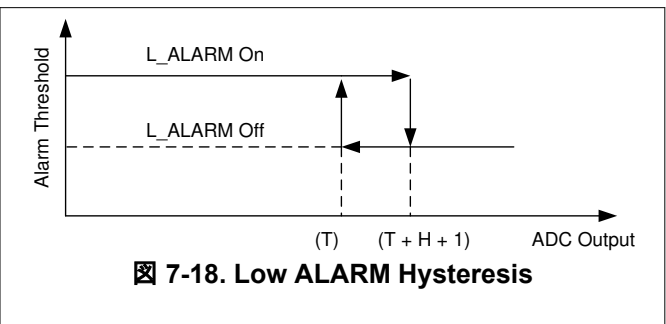 Alarm Threshold
L_ALARM On
L_ALARM Off
(T) (T + H + 1) ADC Output
図 7-18. Low ALARM Hysteresis